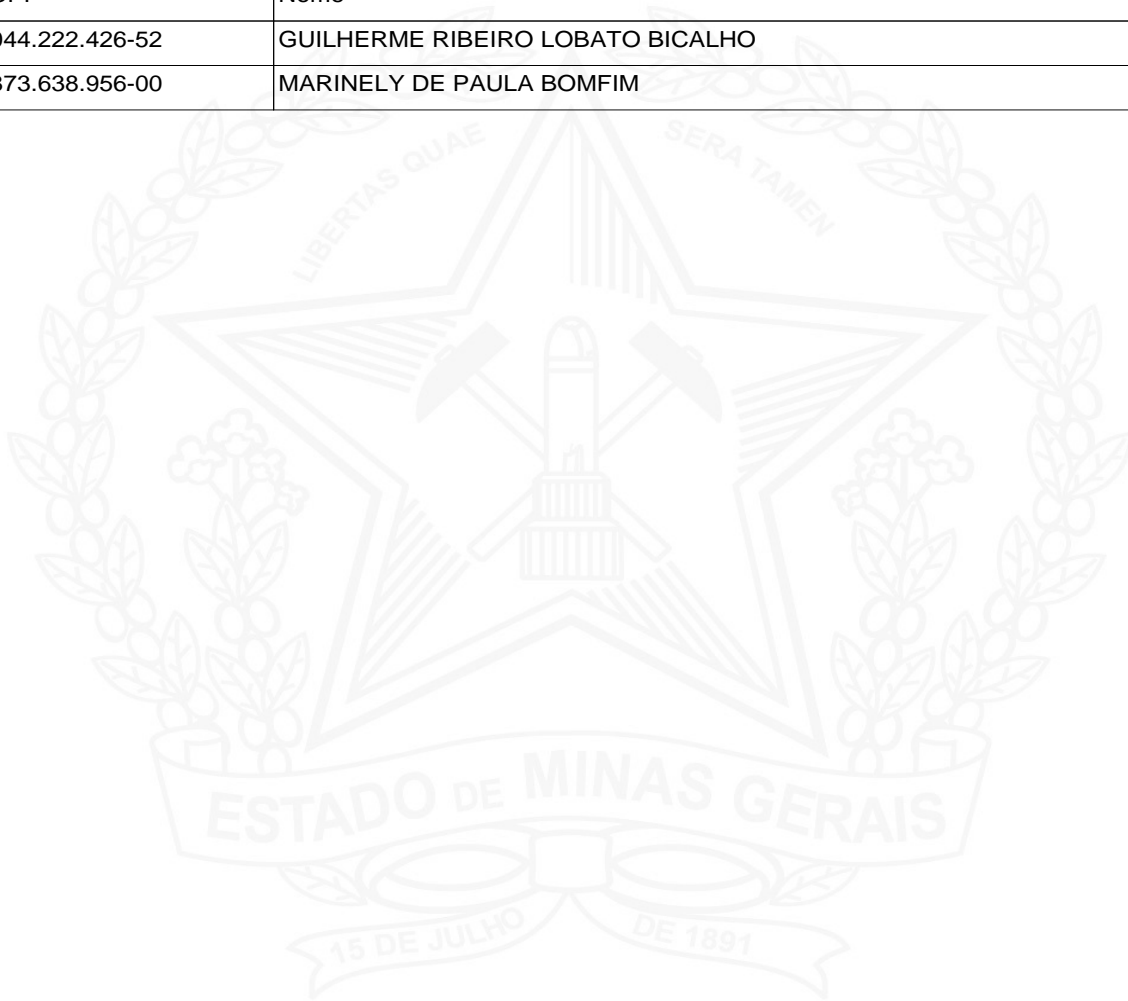 044.222.426-52 GUILHERME RIBEIRO LOBATO BICALHO
873.638.956-00 MARINELY DE PAULA BOMFIM
LIBERTAS QUAE SERA TAMEN
ESTADO DE MINAS GERAIS
15 DE JULHO DE 1891